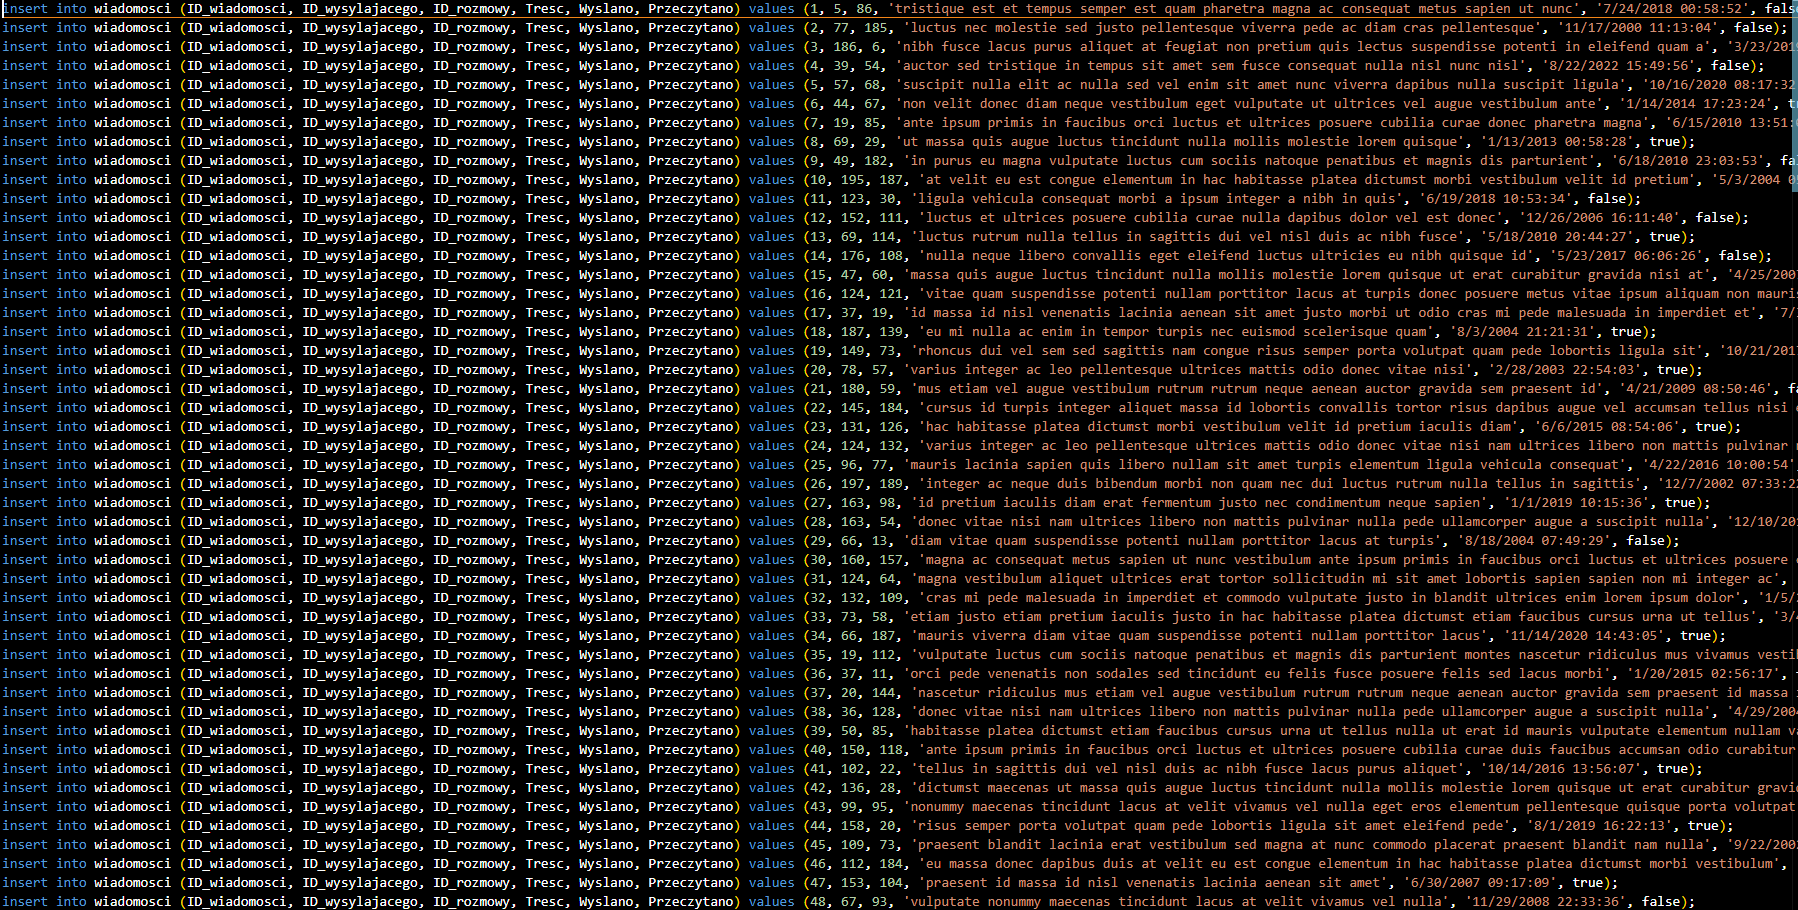 insert into wiadomosci (ID_wiadomosci, ID_wysylajacego, ID_rozmowy, Tresc, Wyslano, Przeczytano) values (1, 5, 86, 'tristique est et tempus semper est quam pharetra magna ac consequat metus sapien ut nunc', '7/24/2018 00:58:52', fals
insert into wiadomosci (ID_wiadomosci, ID_wysylajacego, ID_rozmowy, Tresc, Wyslano, Przeczytano) values (2, 77, 185, 'luctus nec molestie sed justo pellentesque viverra pede ac diam cras pellentesque', '11/17/2000 11:13:04', false);
insert into wiadomosci (ID_wiadomosci, ID_wysylajacego, ID_rozmowy, Tresc, Wyslano, Przeczytano) values (3, 186, 6, 'nibh fusce lacus purus aliquet at feugiat non pretium quis lectus suspendisse potenti in eleifend quam a', '3/23/201
insert into wiadomosci (ID_wiadomosci, ID_wysylajacego, ID_rozmowy, Tresc, Wyslano, Przeczytano) values (4, 39, 54, 'auctor sed tristique in tempus sit amet sem fusce consequat nulla nisl nunc nisl', '8/22/2022 15:49:56', false);
insert into wiadomosci (ID_wiadomosci, ID_wysylajacego, ID_rozmowy, Tresc, Wyslano, Przeczytano) values (5, 57, 68, 'suscipit nulla elit ac nulla sed vel enim sit amet nunc viverra dapibus nulla suscipit ligula', '10/16/2020 08:17:32
insert into wiadomosci (ID_wiadomosci, ID_wysylajacego, ID_rozmowy, Tresc, Wyslano, Przeczytano) values (6, 44, 67, 'non velit donec diam neque vestibulum eget vulputate ut ultrices vel augue vestibulum ante', '1/14/2014 17:23:24', t
insert into wiadomosci (ID_wiadomosci, ID_wysylajacego, ID_rozmowy, Tresc, Wyslano, Przeczytano) values (7, 19, 85, 'ante ipsum primis in faucibus orci luctus et ultrices posuere cubilia curae donec pharetra magna', '6/15/2010 13:51:
insert into wiadomosci (ID_wiadomosci, ID_wysylajacego, ID_rozmowy, Tresc, Wyslano, Przeczytano) values (8, 69, 29, 'ut massa quis augue luctus tincidunt nulla mollis molestie lorem quisque', '1/13/2013 00:58:28', true);
insert into wiadomosci (ID_wiadomosci, ID_wysylajacego, ID_rozmowy, Tresc, Wyslano, Przeczytano) values (9, 49, 182, 'in purus eu magna vulputate luctus cum sociis natoque penatibus et magnis dis parturient', '6/18/2010 23:03:53', fa
insert into wiadomosci (ID_wiadomosci, ID_wysylajacego, ID_rozmowy, Tresc, Wyslano, Przeczytano) values (10, 195, 187, 'at velit eu est congue elementum in hac habitasse platea dictumst morbi vestibulum velit id pretium', '5/3/2004 0
insert into wiadomosci (ID_wiadomosci, ID_wysylajacego, ID_rozmowy, Tresc, Wyslano, Przeczytano) values (11, 123, 30, 'ligula vehicula consequat morbi a ipsum integer a nibh in quis', '6/19/2018 10:53:34', false);
insert into wiadomosci (ID_wiadomosci, ID_wysylajacego, ID_rozmowy, Tresc, Wyslano, Przeczytano) values (12, 152, 111, 'luctus et ultrices posuere cubilia curae nulla dapibus dolor vel est donec', '12/26/2006 16:11:40', false);
insert into wiadomosci (ID_wiadomosci, ID_wysylajacego, ID_rozmowy, Tresc, Wyslano, Przeczytano) values (13, 69, 114, 'luctus rutrum nulla tellus in sagittis dui vel nisl duis ac nibh fusce', '5/18/2010 20:44:27', true);
insert into wiadomosci (ID_wiadomosci, ID_wysylajacego, ID_rozmowy, Tresc, Wyslano, Przeczytano) values (14, 176, 108, 'nulla neque libero convallis eget eleifend luctus ultricies eu nibh quisque id', '5/23/2017 06:06:26', false);
insert into wiadomosci (ID_wiadomosci, ID_wysylajacego, ID_rozmowy, Tresc, Wyslano, Przeczytano) values (15, 47, 60, 'massa quis augue luctus tincidunt nulla mollis molestie lorem quisque ut erat curabitur gravida nisi at', '4/25/200
insert into wiadomosci (ID_wiadomosci, ID_wysylajacego, ID_rozmowy, Tresc, Wyslano, Przeczytano) values (16, 124, 121, 'vitae quam suspendisse potenti nullam porttitor lacus at turpis donec posuere metus vitae ipsum aliquam non mauris
insert into wiadomosci (ID_wiadomosci, ID_wysylajacego, ID_rozmowy, Tresc, Wyslano, Przeczytano) values (17, 37, 19, 'id massa id nisl venenatis lacinia aenean sit amet justo morbi ut odio cras mi pede malesuada in imperdiet et', '7/
insert into wiadomosci (ID_wiadomosci, ID_wysylajacego, ID_rozmowy, Tresc, Wyslano, Przeczytano) values (18, 187, 139, 'eu mi nulla ac enim in tempor turpis nec euismod scelerisque quam', '8/3/2004 21:21:31', true);
insert into wiadomosci (ID_wiadomosci, ID_wysylajacego, ID_rozmowy, Tresc, Wyslano, Przeczytano) values (19, 149, 73, 'rhoncus dui vel sem sed sagittis nam congue risus semper porta volutpat quam pede lobortis ligula sit', '10/21/201
insert into wiadomosci (ID_wiadomosci, ID_wysylajacego, ID_rozmowy, Tresc, Wyslano, Przeczytano) values (20, 78, 57, 'varius integer ac leo pellentesque ultrices mattis odio donec vitae nisi', '2/28/2003 22:54:03', true);
insert into wiadomosci (ID_wiadomosci, ID_wysylajacego, ID_rozmowy, Tresc, Wyslano, Przeczytano) values (21, 180, 59, 'mus etiam vel augue vestibulum rutrum rutrum neque aenean auctor gravida sem praesent id', '4/21/2009 08:50:46', fa
insert into wiadomosci (ID_wiadomosci, ID_wysylajacego, ID_rozmowy, Tresc, Wyslano, Przeczytano) values (22, 145, 184, 'cursus id turpis integer aliquet massa id lobortis convallis tortor risus dapibus augue vel accumsan tellus nisi
insert into wiadomosci (ID_wiadomosci, ID_wysylajacego, ID_rozmowy, Tresc, Wyslano, Przeczytano) values (23, 131, 126, 'hac habitasse platea dictumst morbi vestibulum velit id pretium iaculis diam', '6/6/2015 08:54:06', true);
insert into wiadomosci (ID_wiadomosci, ID_wysylajacego, ID_rozmowy, Tresc, Wyslano, Przeczytano) values (24, 124, 132, 'varius integer ac leo pellentesque ultrices mattis odio donec vitae nisi nam ultrices libero non mattis pulvinar
insert into wiadomosci (ID_wiadomosci, ID_wysylajacego, ID_rozmowy, Tresc, Wyslano, Przeczytano) values (25, 96, 77, 'mauris lacinia sapien quis libero nullam sit amet turpis elementum ligula vehicula consequat', '4/22/2016 10:00:54',
insert into wiadomosci (ID_wiadomosci, ID_wysylajacego, ID_rozmowy, Tresc, Wyslano, Przeczytano) values (26, 197, 189, 'integer ac neque duis bibendum morbi non quam nec dui luctus rutrum nulla tellus in sagittis', '12/7/2002 07:33:22
insert into wiadomosci (ID_wiadomosci, ID_wysylajacego, ID_rozmowy, Tresc, Wyslano, Przeczytano) values (27, 163, 98, 'id pretium iaculis diam erat fermentum justo nec condimentum neque sapien', '1/1/2019 10:15:36', true);
insert into wiadomosci (ID_wiadomosci, ID_wysylajacego, ID_rozmowy, Tresc, Wyslano, Przeczytano) values (28, 163, 54, 'donec vitae nisi nam ultrices libero non mattis pulvinar nulla pede ullamcorper augue a suscipit nulla', '12/10/20
insert into wiadomosci (ID_wiadomosci, ID_wysylajacego, ID_rozmowy, Tresc, Wyslano, Przeczytano) values (29, 66, 13, 'diam vitae quam suspendisse potenti nullam porttitor lacus at turpis', '8/18/2004 07:49:29', false);
insert into wiadomosci (ID_wiadomosci, ID_wysylajacego, ID_rozmowy, Tresc, Wyslano, Przeczytano) values (30, 160, 157, 'magna ac consequat metus sapien ut nunc vestibulum ante ipsum primis in faucibus orci luctus et ultrices posuere
insert into wiadomosci (ID_wiadomosci, ID_wysylajacego, ID_rozmowy, Tresc, Wyslano, Przeczytano) values (31, 124, 64, 'magna vestibulum aliquet ultrices erat tortor sollicitudin mi sit amet lobortis sapien sapien non mi integer ac',
insert into wiadomosci (ID_wiadomosci, ID_wysylajacego, ID_rozmowy, Tresc, Wyslano, Przeczytano) values (32, 132, 109, 'cras mi pede malesuada in imperdiet et commodo vulputate justo in blandit ultrices enim lorem ipsum dolor', '1/5/
insert into wiadomosci (ID_wiadomosci, ID_wysylajacego, ID_rozmowy, Tresc, Wyslano, Przeczytano) values (33, 73, 58, 'etiam justo etiam pretium iaculis justo in hac habitasse platea dictumst etiam faucibus cursus urna ut tellus', '3/
insert into wiadomosci (ID_wiadomosci, ID_wysylajacego, ID_rozmowy, Tresc, Wyslano, Przeczytano) values (34, 66, 187, 'mauris viverra diam vitae quam suspendisse potenti nullam porttitor lacus', '11/14/2020 14:43:05', true);
insert into wiadomosci (ID_wiadomosci, ID_wysylajacego, ID_rozmowy, Tresc, Wyslano, Przeczytano) values (35, 19, 112, 'vulputate luctus cum sociis natoque penatibus et magnis dis parturient montes nascetur ridiculus mus vivamus vesti
insert into wiadomosci (ID_wiadomosci, ID_wysylajacego, ID_rozmowy, Tresc, Wyslano, Przeczytano) values (36, 37, 11, 'orci pede venenatis non sodales sed tincidunt eu felis fusce posuere felis sed lacus morbi', '1/20/2015 02:56:17', t
insert into wiadomosci (ID_wiadomosci, ID_wysylajacego, ID_rozmowy, Tresc, Wyslano, Przeczytano) values (37, 20, 144, 'nascetur ridiculus mus etiam vel augue vestibulum rutrum rutrum neque aenean auctor gravida sem praesent id massa
insert into wiadomosci (ID_wiadomosci, ID_wysylajacego, ID_rozmowy, Tresc, Wyslano, Przeczytano) values (38, 36, 128, 'donec vitae nisi nam ultrices libero non mattis pulvinar nulla pede ullamcorper augue a suscipit nulla', '4/29/2004
insert into wiadomosci (ID_wiadomosci, ID_wysylajacego, ID_rozmowy, Tresc, Wyslano, Przeczytano) values (39, 50, 85, 'habitasse platea dictumst etiam faucibus cursus urna ut tellus nulla ut erat id mauris vulputate elementum nullam va
insert into wiadomosci (ID_wiadomosci, ID_wysylajacego, ID_rozmowy, Tresc, Wyslano, Przeczytano) values (40, 150, 118, 'ante ipsum primis in faucibus orci luctus et ultrices posuere cubilia curae duis faucibus accumsan odio curabitur
insert into wiadomosci (ID_wiadomosci, ID_wysylajacego, ID_rozmowy, Tresc, Wyslano, Przeczytano) values (41, 102, 22, 'tellus in sagittis dui vel nisl duis ac nibh fusce lacus purus aliquet', '10/14/2016 13:56:07', true);
insert into wiadomosci (ID_wiadomosci, ID_wysylajacego, ID_rozmowy, Tresc, Wyslano, Przeczytano) values (42, 136, 28, 'dictumst maecenas ut massa quis augue luctus tincidunt nulla mollis molestie lorem quisque ut erat curabitur gravi
insert into wiadomosci (ID_wiadomosci, ID_wysylajacego, ID_rozmowy, Tresc, Wyslano, Przeczytano) values (43, 99, 95, 'nonummy maecenas tincidunt lacus at velit vivamus vel nulla eget eros elementum pellentesque quisque porta volutpat
insert into wiadomosci (ID_wiadomosci, ID_wysylajacego, ID_rozmowy, Tresc, Wyslano, Przeczytano) values (44, 158, 20, 'risus semper porta volutpat quam pede lobortis ligula sit amet eleifend pede', '8/1/2019 16:22:13', true);
insert into wiadomosci (ID_wiadomosci, ID_wysylajacego, ID_rozmowy, Tresc, Wyslano, Przeczytano) values (45, 109, 73, 'praesent blandit lacinia erat vestibulum sed magna at nunc commodo placerat praesent blandit nam nulla', '9/22/200
insert into wiadomosci (ID_wiadomosci, ID_wysylajacego, ID_rozmowy, Tresc, Wyslano, Przeczytano) values (46, 112, 184, 'eu massa donec dapibus duis at velit eu est congue elementum in hac habitasse platea dictumst morbi vestibulum',
insert into wiadomosci (ID_wiadomosci, ID_wysylajacego, ID_rozmowy, Tresc, Wyslano, Przeczytano) values (47, 153, 104, 'praesent id massa id nisl venenatis lacinia aenean sit amet', '6/30/2007 09:17:09', true);
insert into wiadomosci (ID_wiadomosci, ID_wysylajacego, ID_rozmowy, Tresc, Wyslano, Przeczytano) values (48, 67, 93, 'vulputate nonummy maecenas tincidunt lacus at velit vivamus vel nulla', '11/29/2008 22:33:36', false);